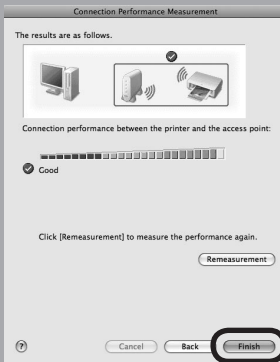 Connection Performance Measurement
The results are as follows.
Connection performance between the printer and the access point:
Good
Click [Remeasurement] to measure the performance again.
Remeasurement
?
Cancel
Back
Finish